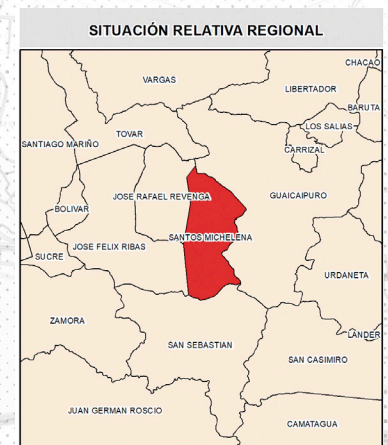 SITUACIÓN RELATIVA REGIONAL
CHACAO
VARGAS
LIBERTADOR
BARUTA
LOS SALIAS
TOVAR
SANTIAGO MARIÑO
CARRIZAL
JOSE RAFAEL REVENGA
GUAICAIPURO
BOLIVAR
SANTOS MICHELENA
JOSE FELIX RIBAS
SUCRE
URDANETA
ZAMORA
LANDER
SAN SEBASTIAN
SAN CASIMIRO
JUAN GERMAN ROSCIO
CAMATAGUA